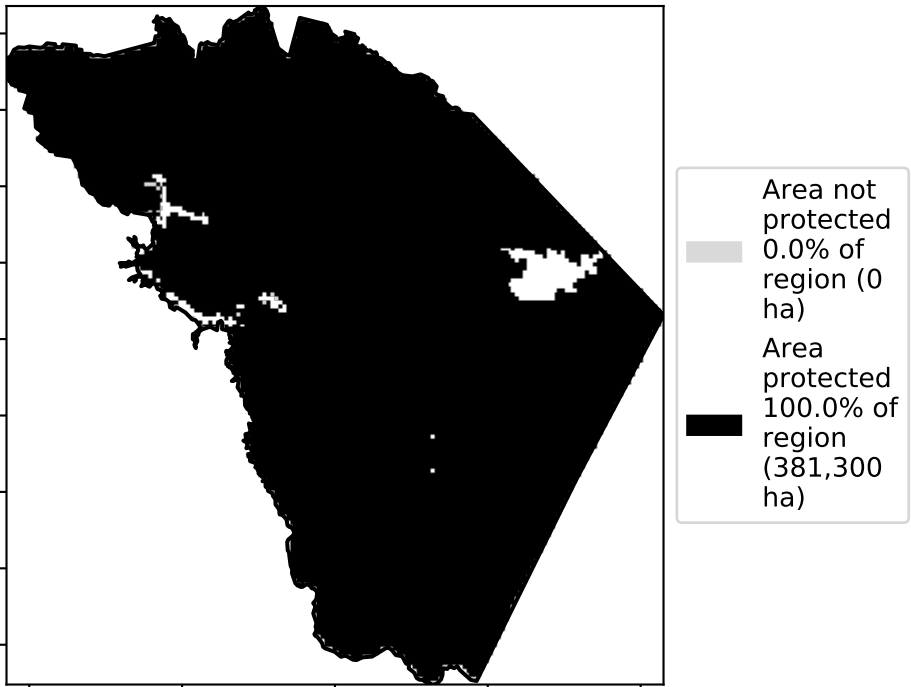 Area not
protected
0.0% of
region (0
ha)
Area
protected
100.0% of
region
(381,300
ha)